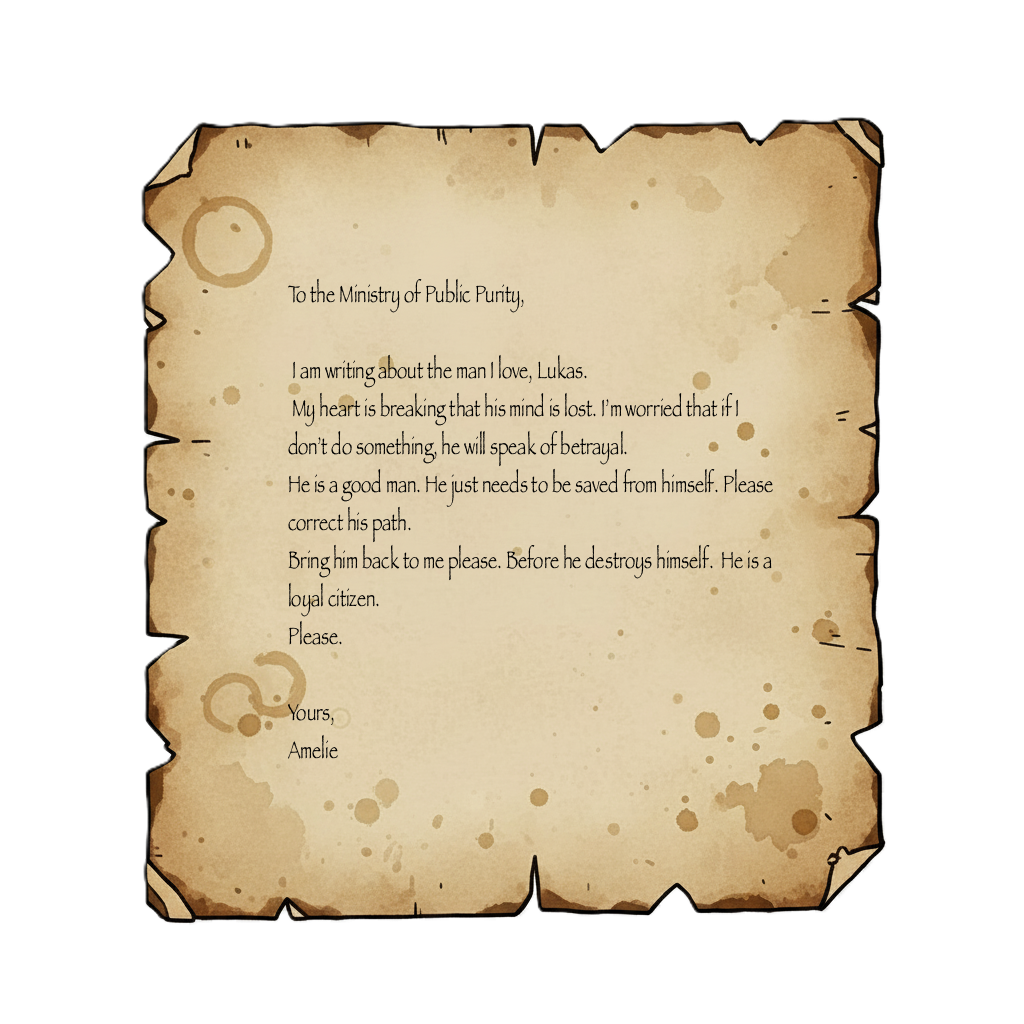 To the Ministry of Public Purity,
I am writing about the man I love, Lukas.
My heart is breaking that his mind is lost. I'm worried that if I
don't do something, he will speak of betrayal.
He is a good man. He just needs to be saved from himself. Please
correct his path.
Bring him back to me please. Before he destroys himself. He is a
loyal citizen.
Please.
Yours,
Amelie